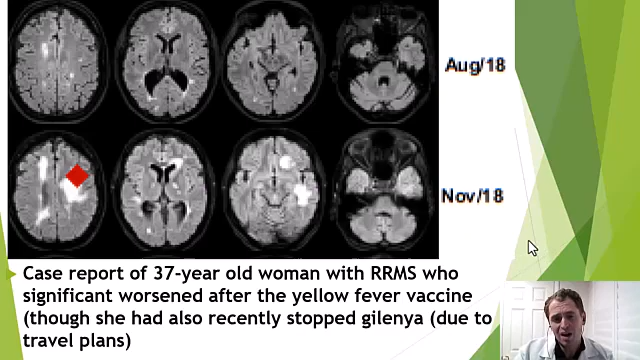 Aug/18
Nov/18
Case report of 37-year old woman with RRMS who
significant worsened after the yellow fever vaccine
(though she had also recently stopped gilenya (due to
travel plans)